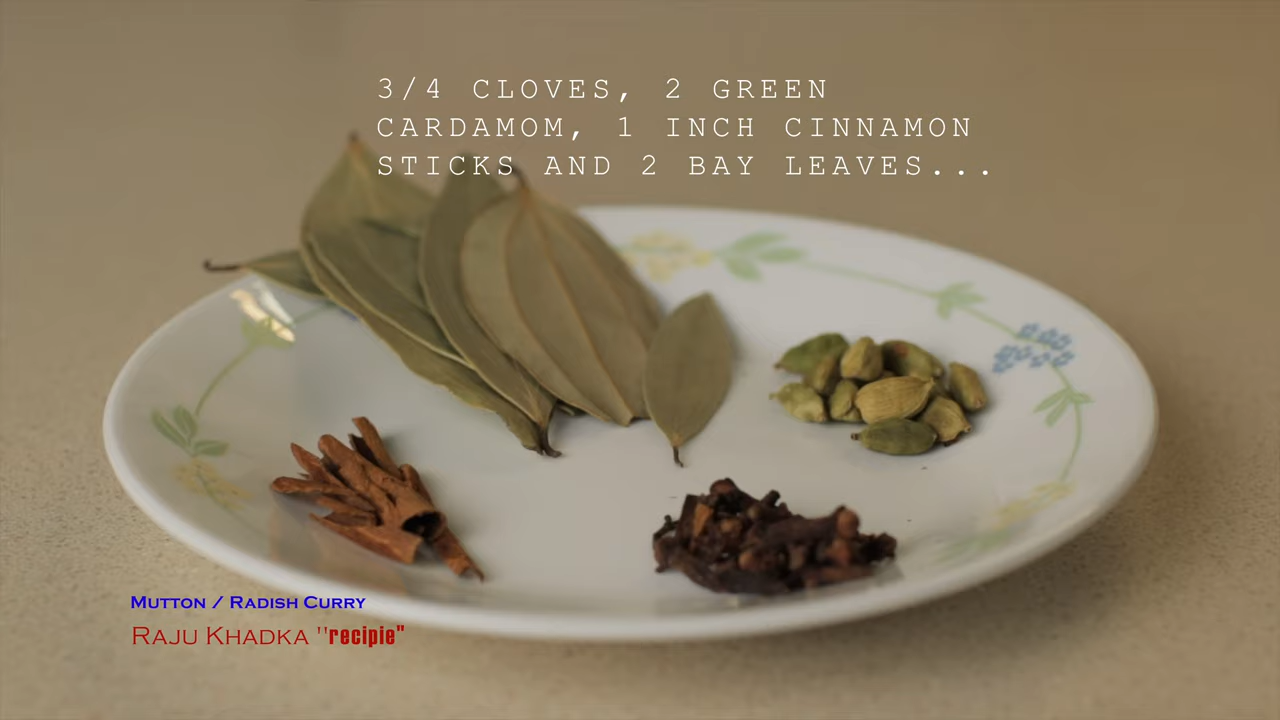 3/4 CLOVES, 2 GREEN
CARDAMOM, 1 INCH CINNAMON
STICKS AND 2 BAY LEAVES...
Mutton / Radish Curry
Raju Khadka "recipie"